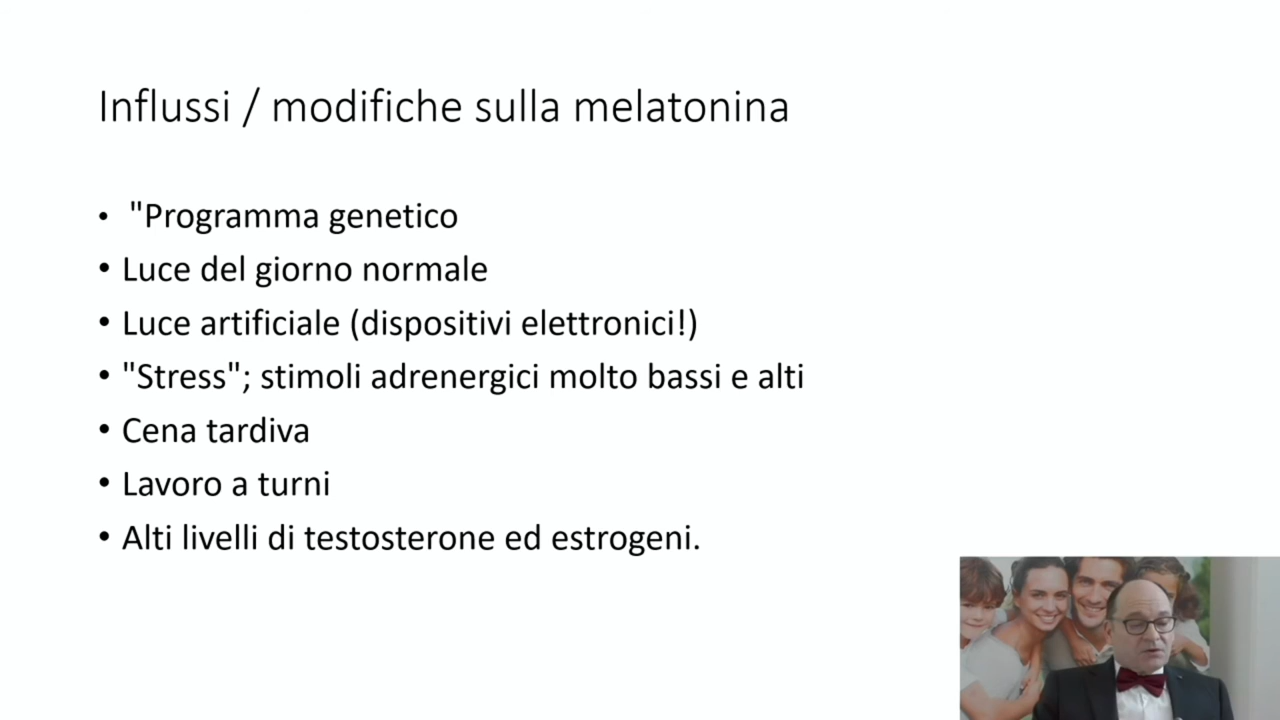 Influssi / modifiche sulla melatonina
• "Programma genetico
• Luce del giorno normale
• Luce artificiale (dispositivi elettronici!)
• "Stress"; stimoli adrenergici molto bassi e alti
• Cena tardiva
• Lavoro a turni
• Alti livelli di testosterone ed estrogeni.